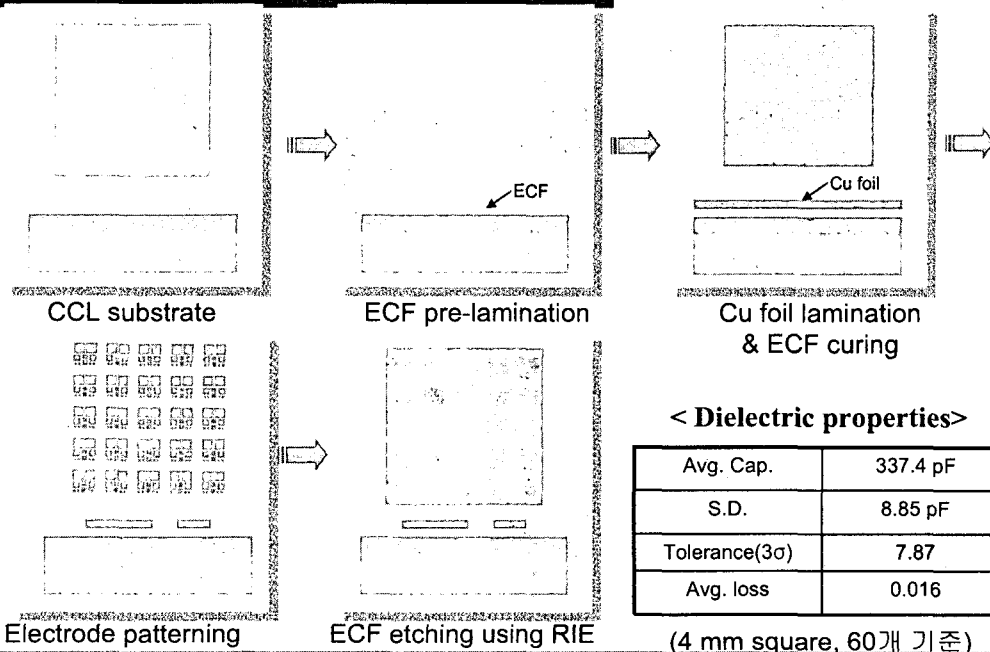 ECF
Cu foil
CCL substrate
ECF pre-lamination
Cu foil lamination
& ECF curing
Electrode patterning
ECF etching using RIE
< Dielectric properties>
Avg. Cap. 337.4 pF
S.D. 8.85 pF
Tolerance(3σ) 7.87
Avg. loss 0.016
(4 mm square, 60개 기준)